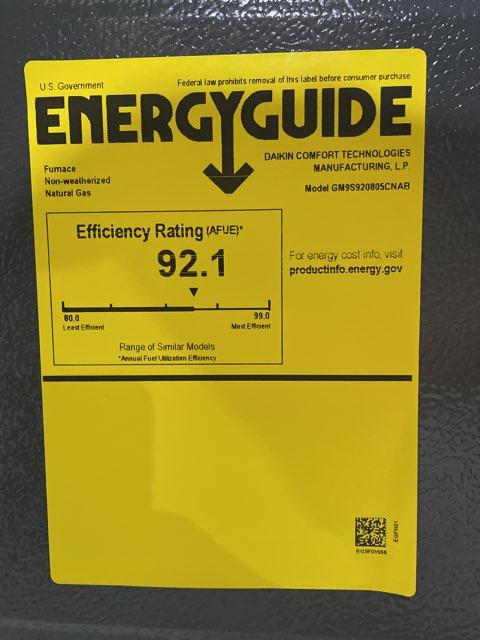 U.S. Government
Federal law prohibits removal of this label before consumer purchase
ENERGYGUIDE
Furnace
Non-weatherized
Natural Gas
DAIKIN COMFORT TECHNOLOGIES
MANUFACTURING, L.P.
Model GM9S920805CNAB
Efficiency Rating (AFUE)*
92.1
80.0
Least Efficient
99.0
Most Efficient
Range of Similar Models
*Annual Fuel Utilization Efficiency
For energy cost info, visit
productinfo.energy.gov
EGFN01